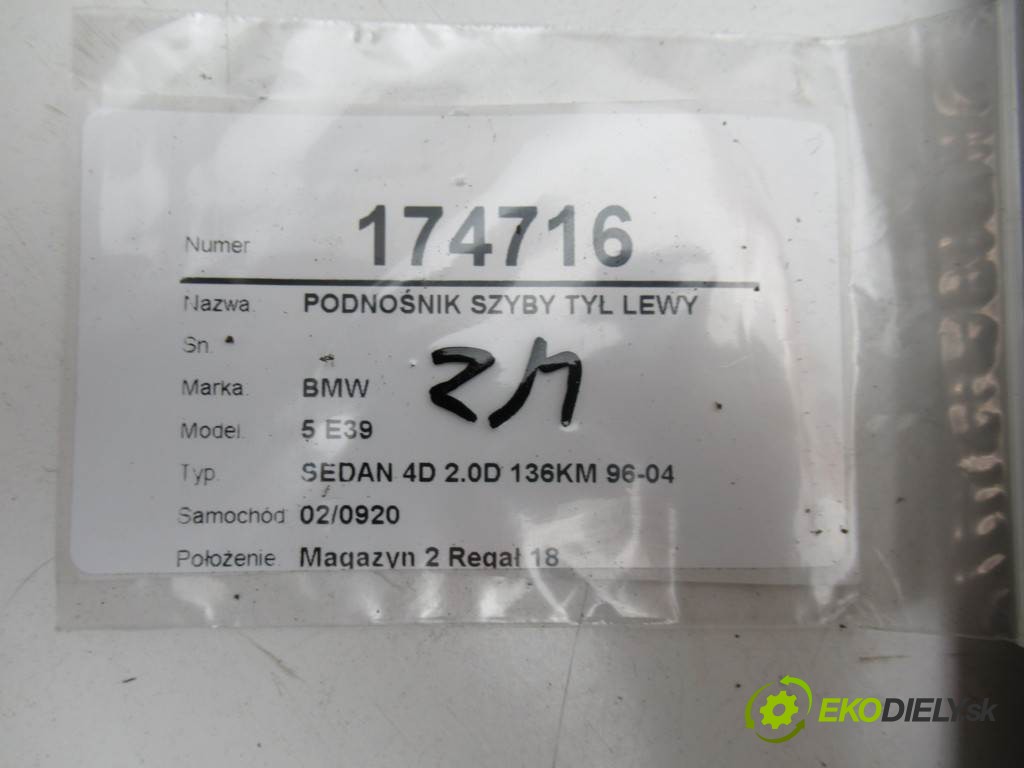 Numer 174716
Nazwa. PODNOŚNIK SZYBY TYŁ LEWY
Sn.
Marka. BMW
Model. 5 E39
Typ. SEDAN 4D 2.0D 136KM 96-04
Samochód: 02/0920
Położenie. Magazyn 2 Regał 18
EKODIELY.sk